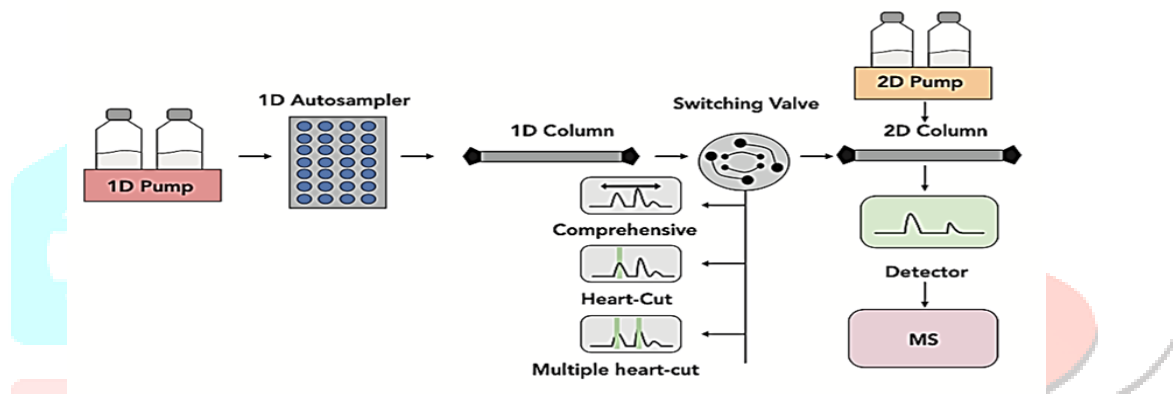 1D Pump
1D Autosampler
1D Column
Switching Valve
2D Pump
2D Column
Comprehensive
Heart-Cut
Multiple heart-cut
Detector
MS